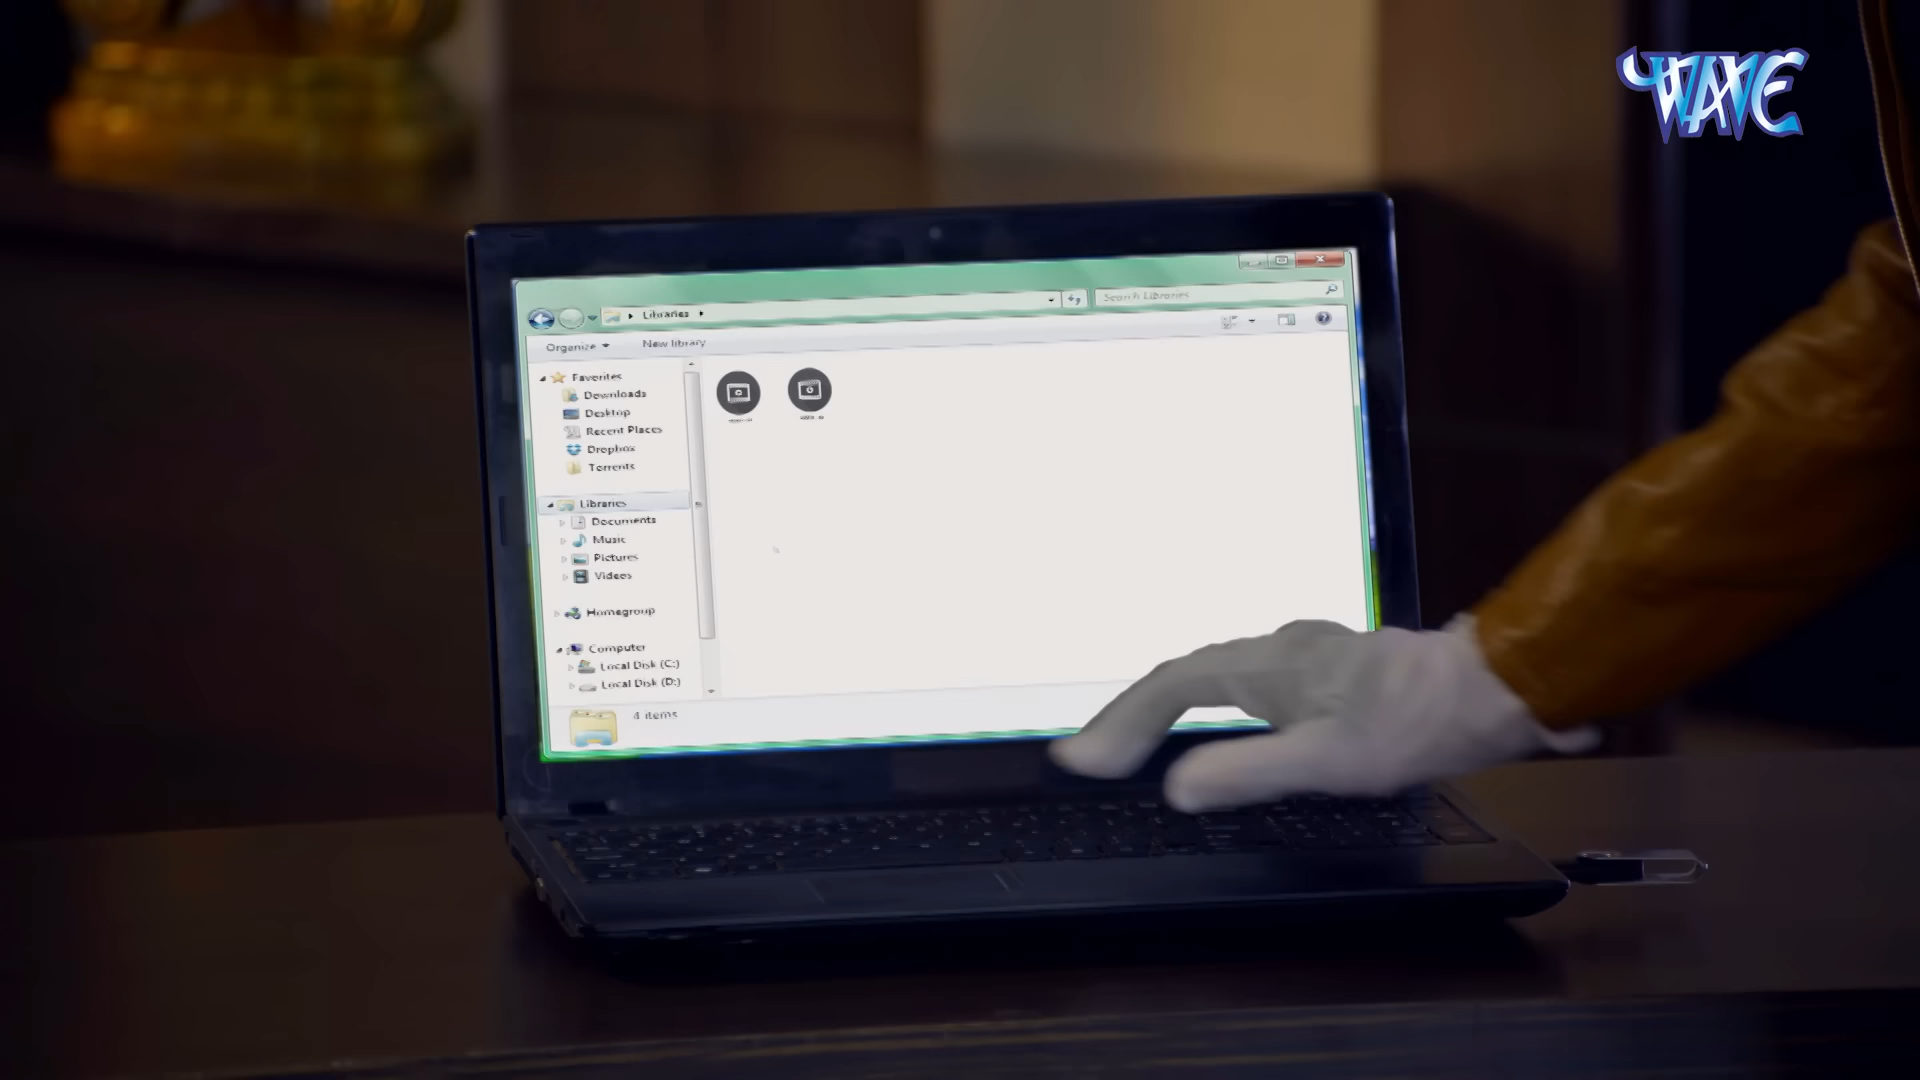 WAVE
Libraries
Search Libraries
Organize
New library
Favorites
Downloads
Desktop
Recent Places
Dropbox
Torrents
Libraries
Documents
Music
Pictures
Videos
Homegroup
Computer
Local Disk (C:)
Local Disk (D:)
4 items